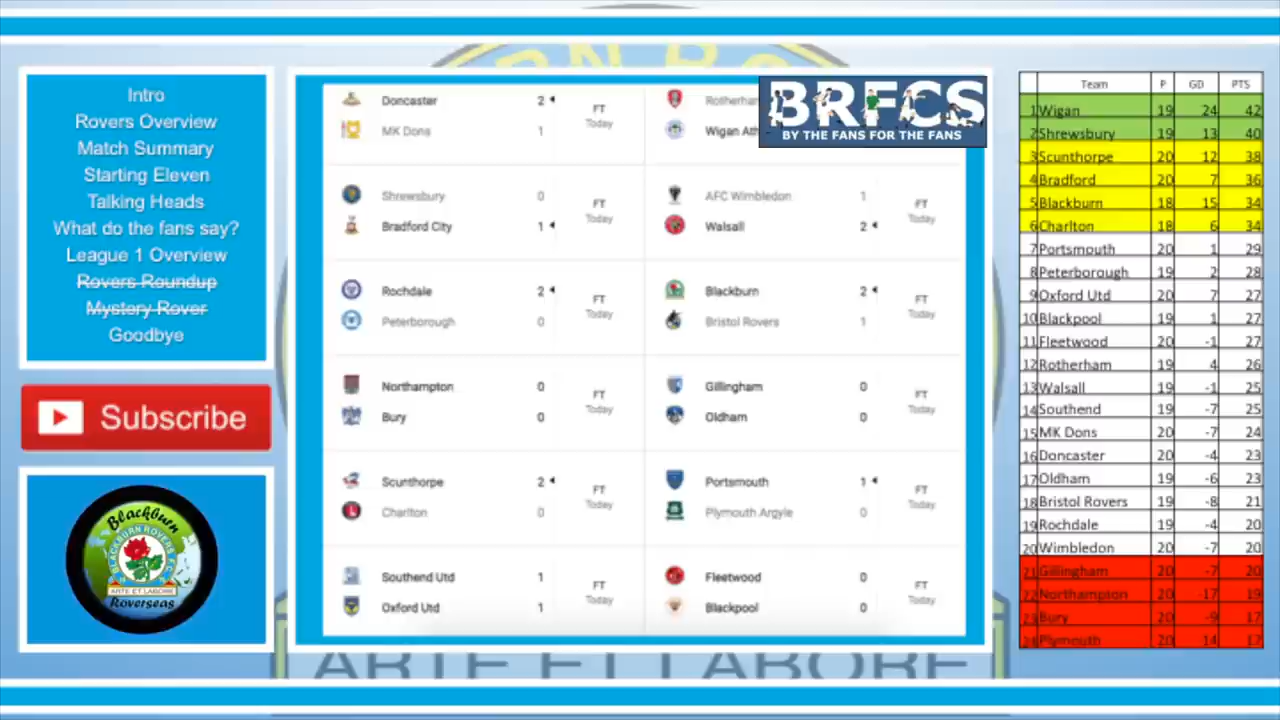 Intro
Rovers Overview
Match Summary
Starting Eleven
Talking Heads
What do the fans say?
League 1 Overview
Rovers Roundup
Mystery Rover
Goodbye
Subscribe
Blackburn
BLACKBURN ROVERS F.C.
ARTE ET LABORE
Roverseas
Doncaster 2
MK Dons 1
FT
Today
Rotherham
Wigan Ath
BRFCS
BY THE FANS FOR THE FANS
Shrewsbury 0
Bradford City 1
FT
Today
AFC Wimbledon 1
Walsall 2
FT
Today
Rochdale 2
Peterborough 0
FT
Today
Blackburn 2
Bristol Rovers 1
FT
Today
Northampton 0
Bury 0
FT
Today
Gillingham 0
Oldham 0
FT
Today
Scunthorpe 2
Charlton 0
FT
Today
Portsmouth 1
Plymouth Argyle 0
FT
Today
Southend Utd 1
Oxford Utd 1
FT
Today
Fleetwood 0
Blackpool 0
FT
Today
Team P GD PTS
1 Wigan 19 24 42
2 Shrewsbury 19 13 40
3 Scunthorpe 20 12 38
4 Bradford 20 7 36
5 Blackburn 18 15 34
6 Charlton 18 6 34
7 Portsmouth 20 1 29
8 Peterborough 19 2 28
9 Oxford Utd 20 7 27
10 Blackpool 19 1 27
11 Fleetwood 20 -1 27
12 Rotherham 19 4 26
13 Walsall 19 -1 25
14 Southend 19 -7 25
15 MK Dons 20 -7 24
16 Doncaster 20 -4 23
17 Oldham 19 -6 23
18 Bristol Rovers 19 -8 21
19 Rochdale 19 -4 20
20 Wimbledon 20 -7 20
21 Gillingham 20 -7 20
22 Northampton 20 -17 19
23 Bury 20 -9 17
24 Plymouth 20 14 17
ARTE ET LABORE